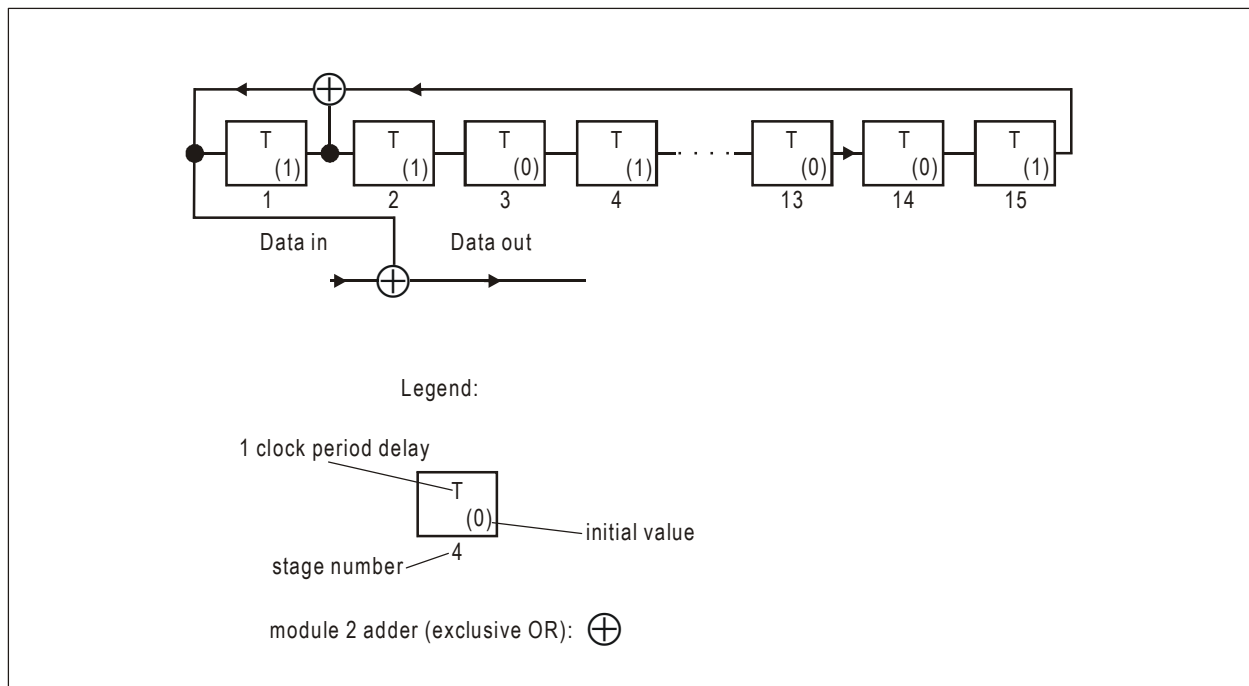 T T T T T T T
(1) (1) (0) (1) · · · · (0) (0) (1)
1 2 3 4 13 14 15
Data in Data out
Legend:
1 clock period delay
T
(0)
initial value
4
stage number
module 2 adder (exclusive OR):